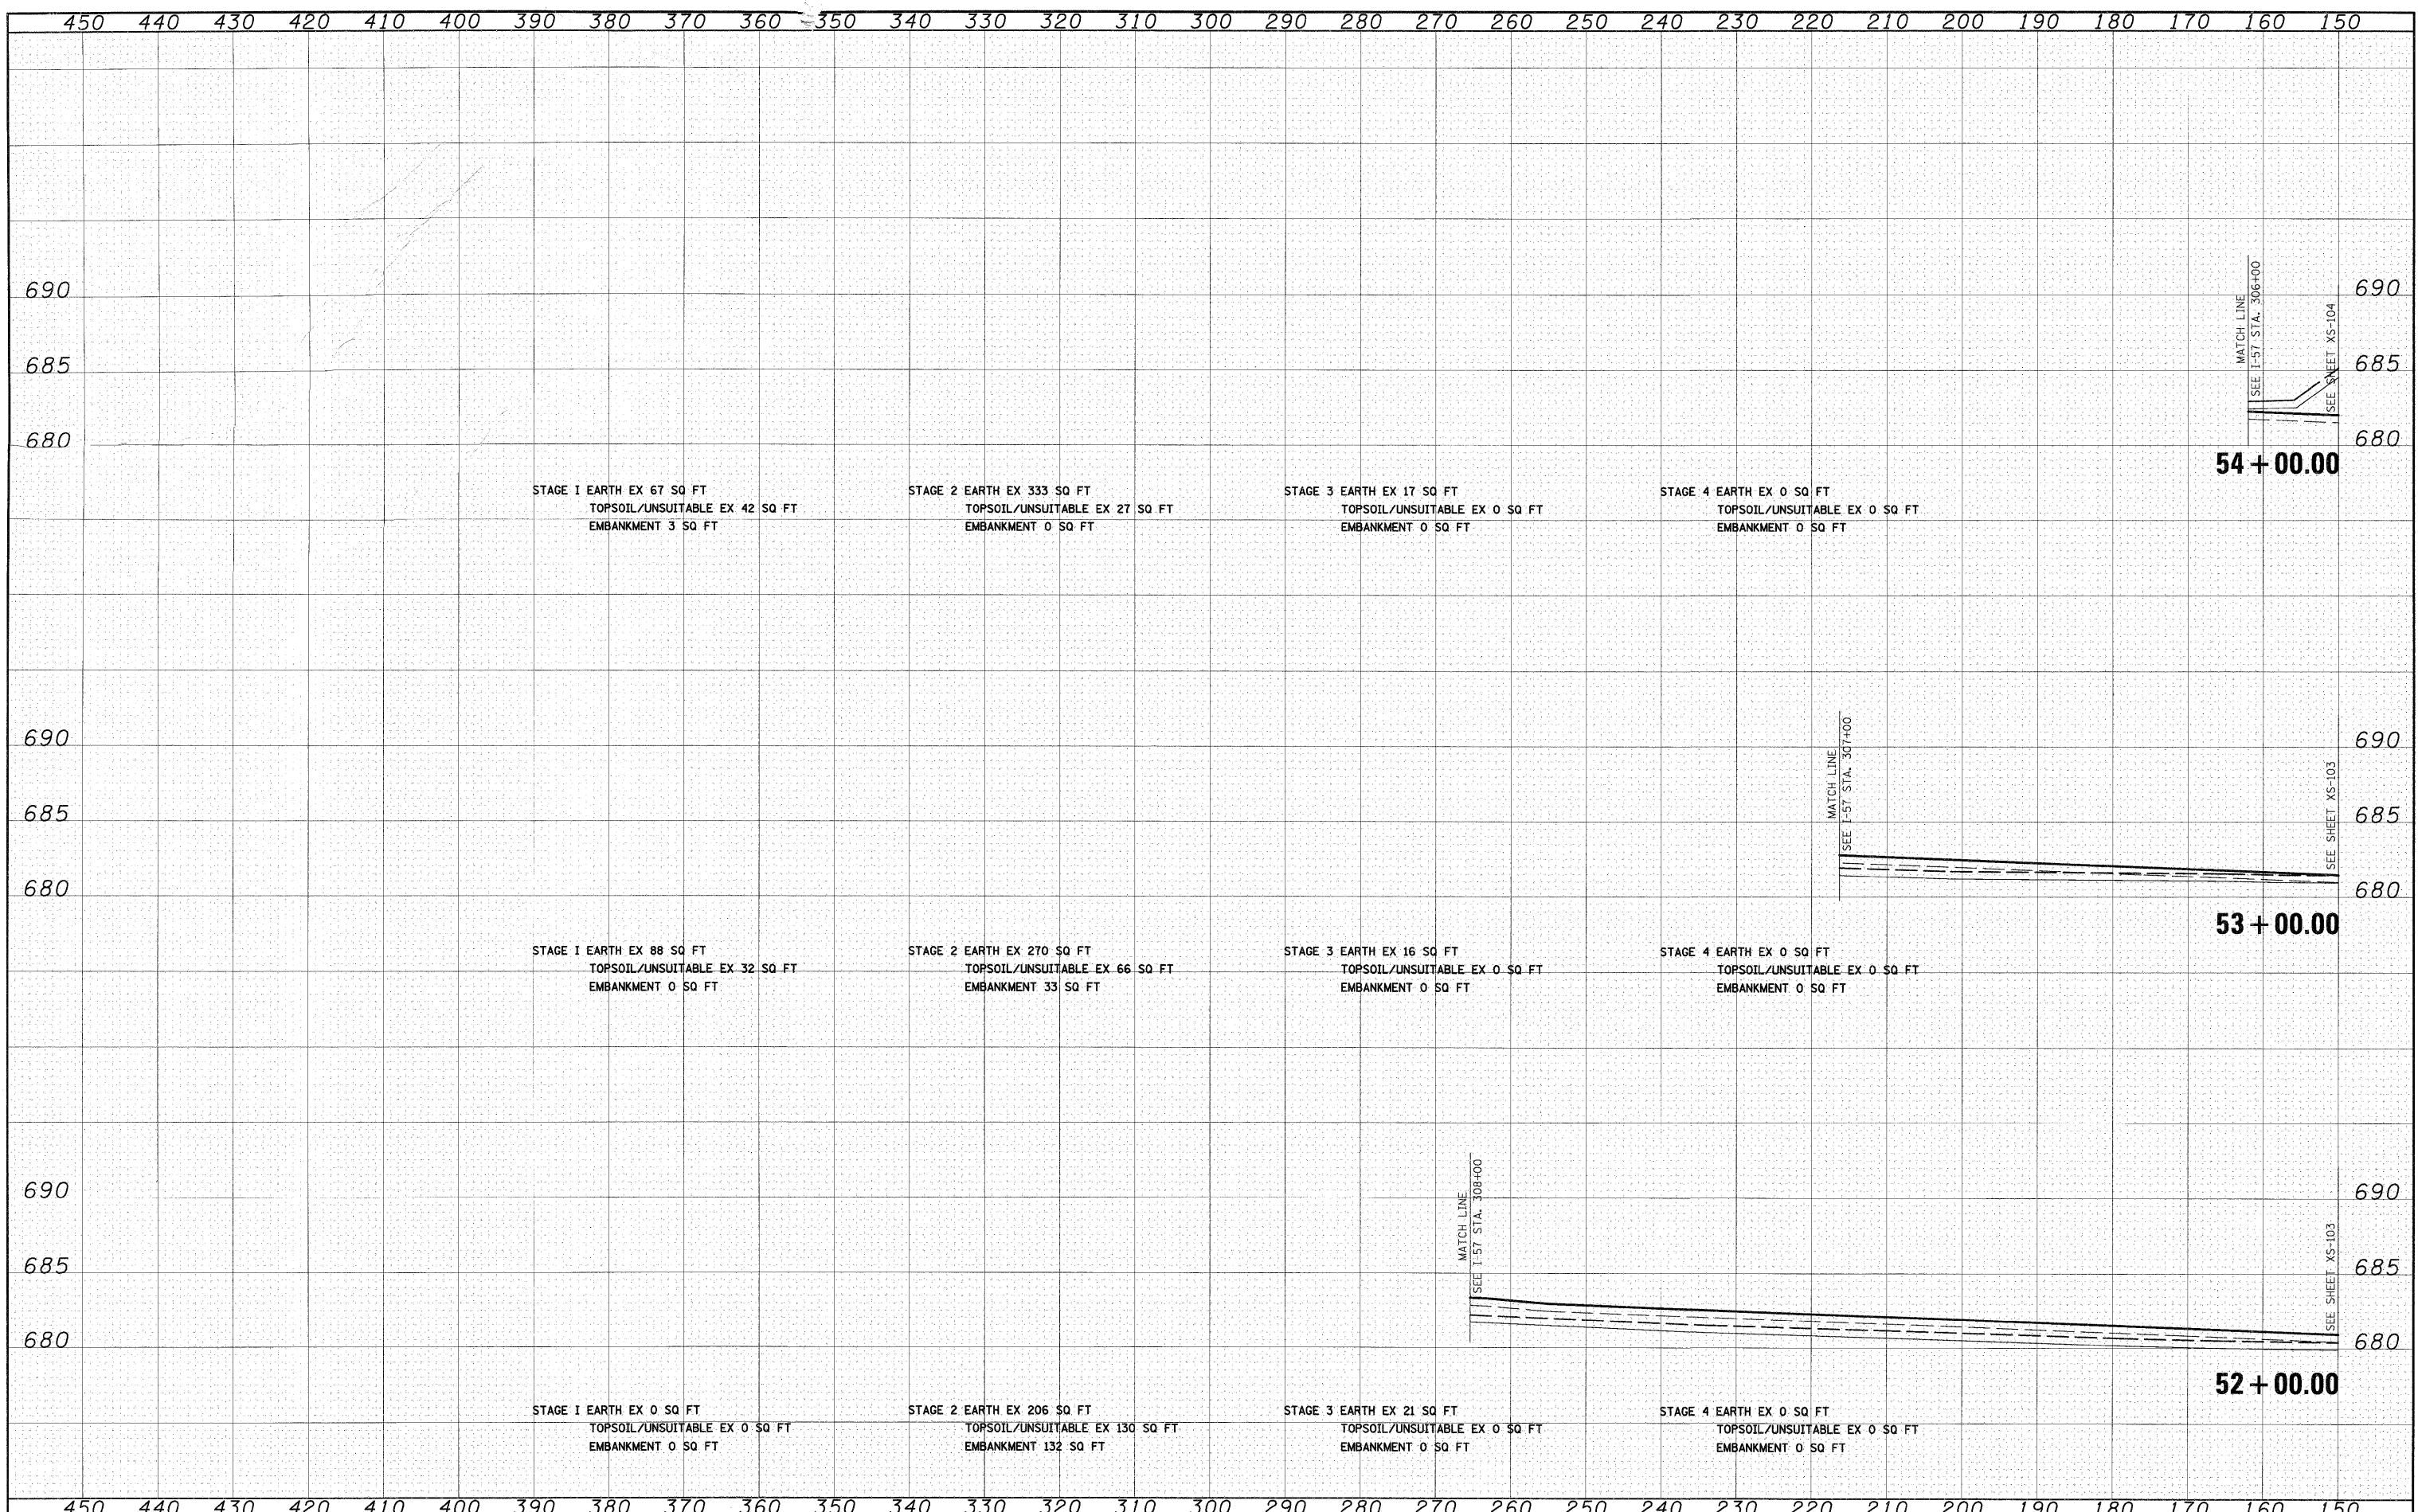 450 440 430 420 410 400 390 380 370 360 350 340 330 320 310 300 290 280 270 260 250 240 230 220 210 200 190 180 170 160 150
MATCH LINE
SEE I-57 STA. 306+00
SEE SHEET XS-104
690 690
685 685
680 680
54+00.00
STAGE 1 EARTH EX 67 SQ FT
TOPSOIL/UNSUITABLE EX 42 SQ FT
EMBANKMENT 3 SQ FT
STAGE 2 EARTH EX 333 SQ FT
TOPSOIL/UNSUITABLE EX 27 SQ FT
EMBANKMENT 0 SQ FT
STAGE 3 EARTH EX 17 SQ FT
TOPSOIL/UNSUITABLE EX 0 SQ FT
EMBANKMENT 0 SQ FT
STAGE 4 EARTH EX 0 SQ FT
TOPSOIL/UNSUITABLE EX 0 SQ FT
EMBANKMENT 0 SQ FT
MATCH LINE
SEE I-57 STA. 307+00
SEE SHEET XS-103
690 690
685 685
680 680
53+00.00
STAGE 1 EARTH EX 88 SQ FT
TOPSOIL/UNSUITABLE EX 32 SQ FT
EMBANKMENT 0 SQ FT
STAGE 2 EARTH EX 270 SQ FT
TOPSOIL/UNSUITABLE EX 66 SQ FT
EMBANKMENT 33 SQ FT
STAGE 3 EARTH EX 16 SQ FT
TOPSOIL/UNSUITABLE EX 0 SQ FT
EMBANKMENT 0 SQ FT
STAGE 4 EARTH EX 0 SQ FT
TOPSOIL/UNSUITABLE EX 0 SQ FT
EMBANKMENT 0 SQ FT
MATCH LINE
SEE I-57 STA. 308+00
SEE SHEET XS-103
690 690
685 685
680 680
52+00.00
STAGE 1 EARTH EX 0 SQ FT
TOPSOIL/UNSUITABLE EX 0 SQ FT
EMBANKMENT 0 SQ FT
STAGE 2 EARTH EX 206 SQ FT
TOPSOIL/UNSUITABLE EX 130 SQ FT
EMBANKMENT 132 SQ FT
STAGE 3 EARTH EX 21 SQ FT
TOPSOIL/UNSUITABLE EX 0 SQ FT
EMBANKMENT 0 SQ FT
STAGE 4 EARTH EX 0 SQ FT
TOPSOIL/UNSUITABLE EX 0 SQ FT
EMBANKMENT 0 SQ FT
450 440 430 420 410 400 390 380 370 360 350 340 330 320 310 300 290 280 270 260 250 240 230 220 210 200 190 180 170 160 150